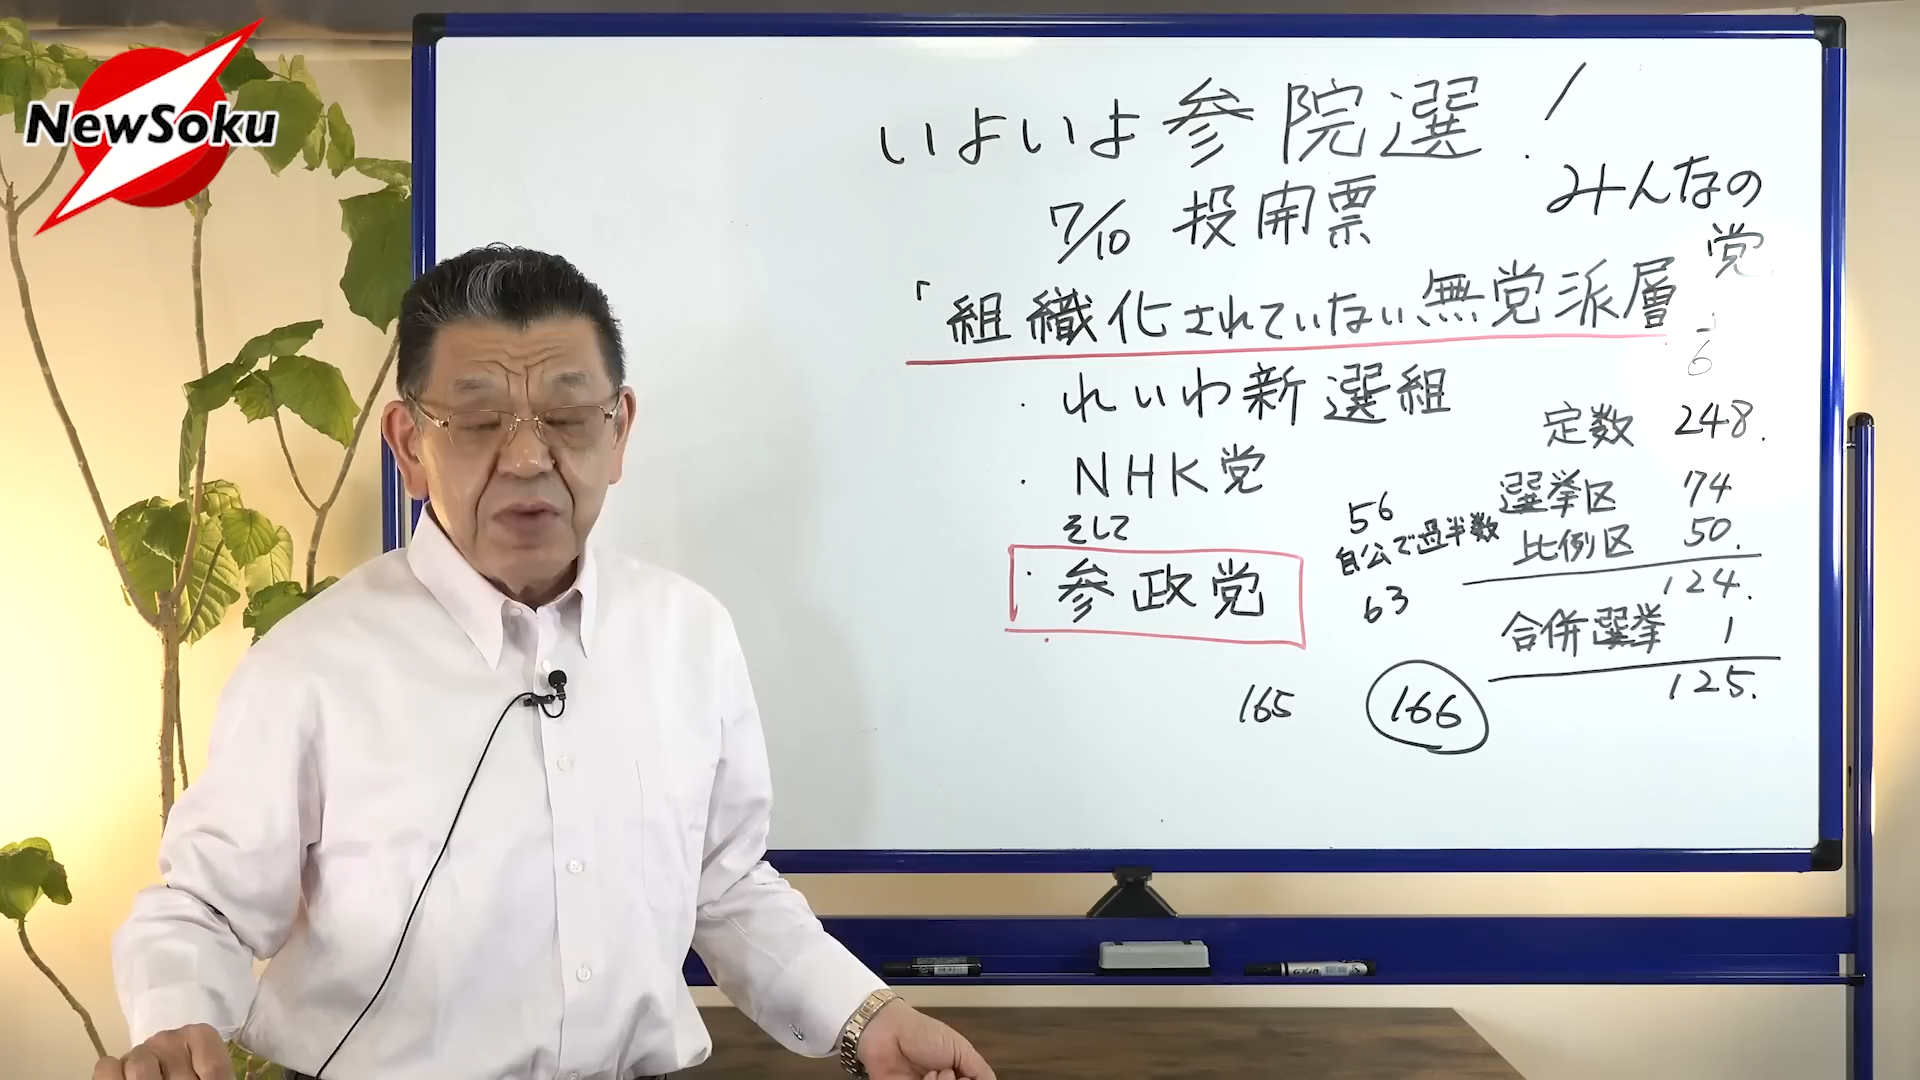 NewSoku
いよいよ参院選!
7/10 投開票
みんなの
党
「組織化されていない無党派層
6
・れいわ新選組
・NHK党
そして
・参政党
定数 248.
選挙区 74
比例区 50.
124.
合併選挙 1
125.
56
自公で過半数
63
165
166